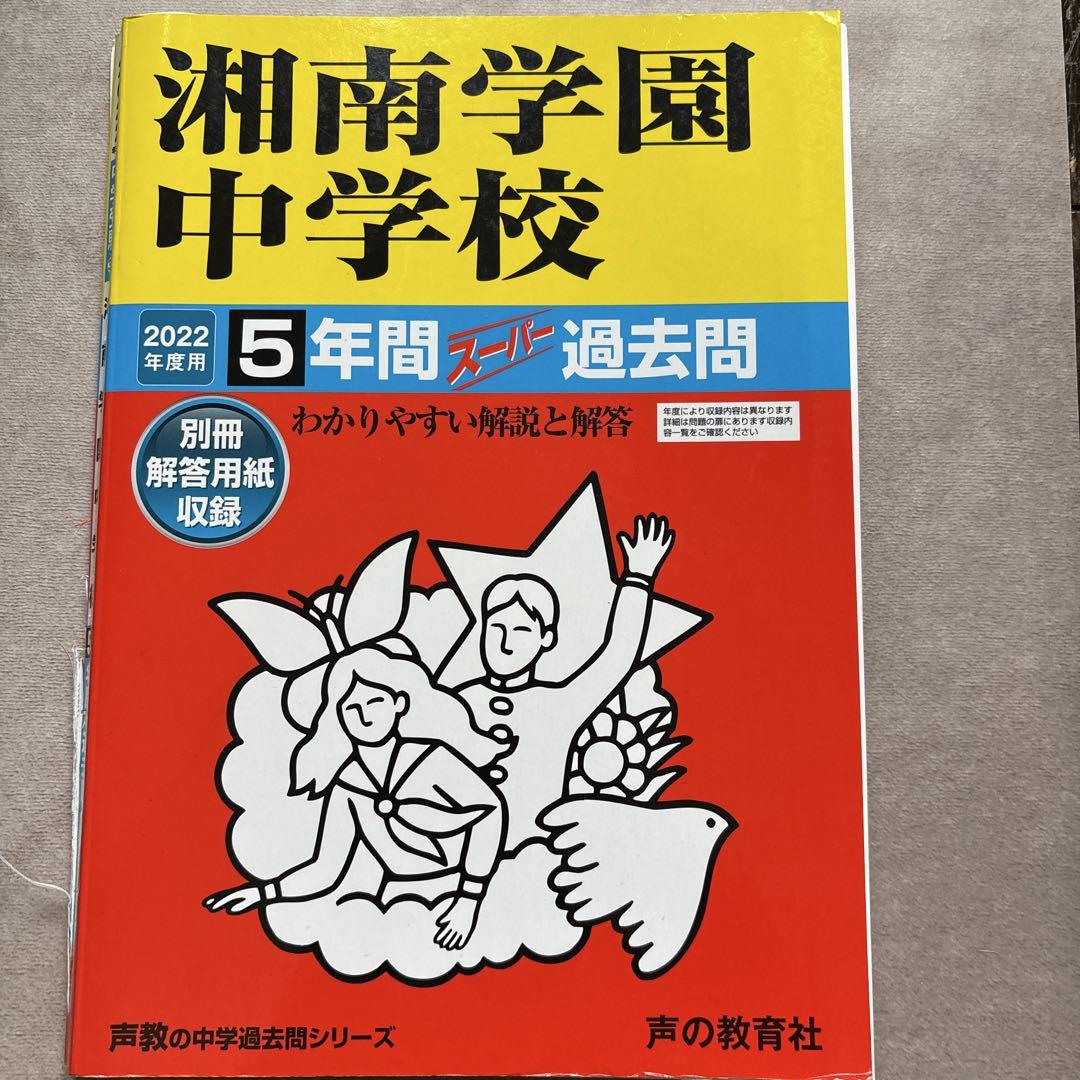 湘南学園
中学校
2022
年度用
5年間スーパー過去問
わかりやすい解説と解答
年度により収録内容は異なります
詳細は問題の扉にあります収録内
容一覧をご確認ください
別冊
解答用紙
収録
声教の中学過去問シリーズ
声の教育社